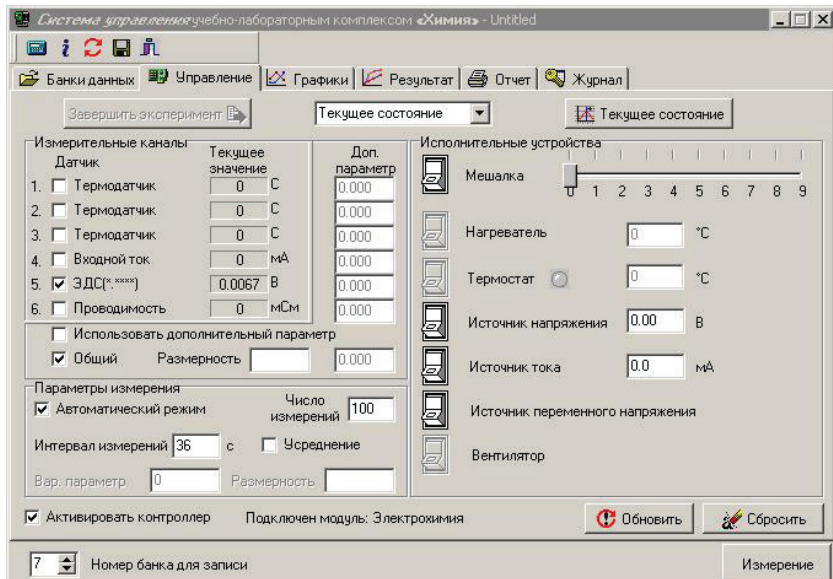 Система управления учебно-лабораторным комплексом «Химия» - Untitled
Банки данных Управление Графики Результат Отчет Журнал
Завершить эксперимент Текущее состояние Текущее состояние
Измерительные каналы
Датчик Текущее значение Доп. параметр
1. Термодатчик 0 С 0.000
2. Термодатчик 0 С 0.000
3. Термодатчик 0 С 0.000
4. Входной ток 0 мА 0.000
5. ЭДС(*.****) 0.0067 В 0.000
6. Проводимость 0 мСм 0.000
Использовать дополнительный параметр
Общий Размерность 0.000
Параметры измерения
Автоматический режим Число измерений 100
Интервал измерений 36 с Усреднение
Вар. параметр 0 Размерность
Исполнительные устройства
Мешалка 0 1 2 3 4 5 6 7 8 9
Нагреватель 0 °С
Термостат 0 °С
Источник напряжения 0.00 В
Источник тока 0.0 мА
Источник переменного напряжения
Вентилятор
Активировать контроллер Подключен модуль: Электрохимия Обновить Сбросить
7 Номер банка для записи Измерение